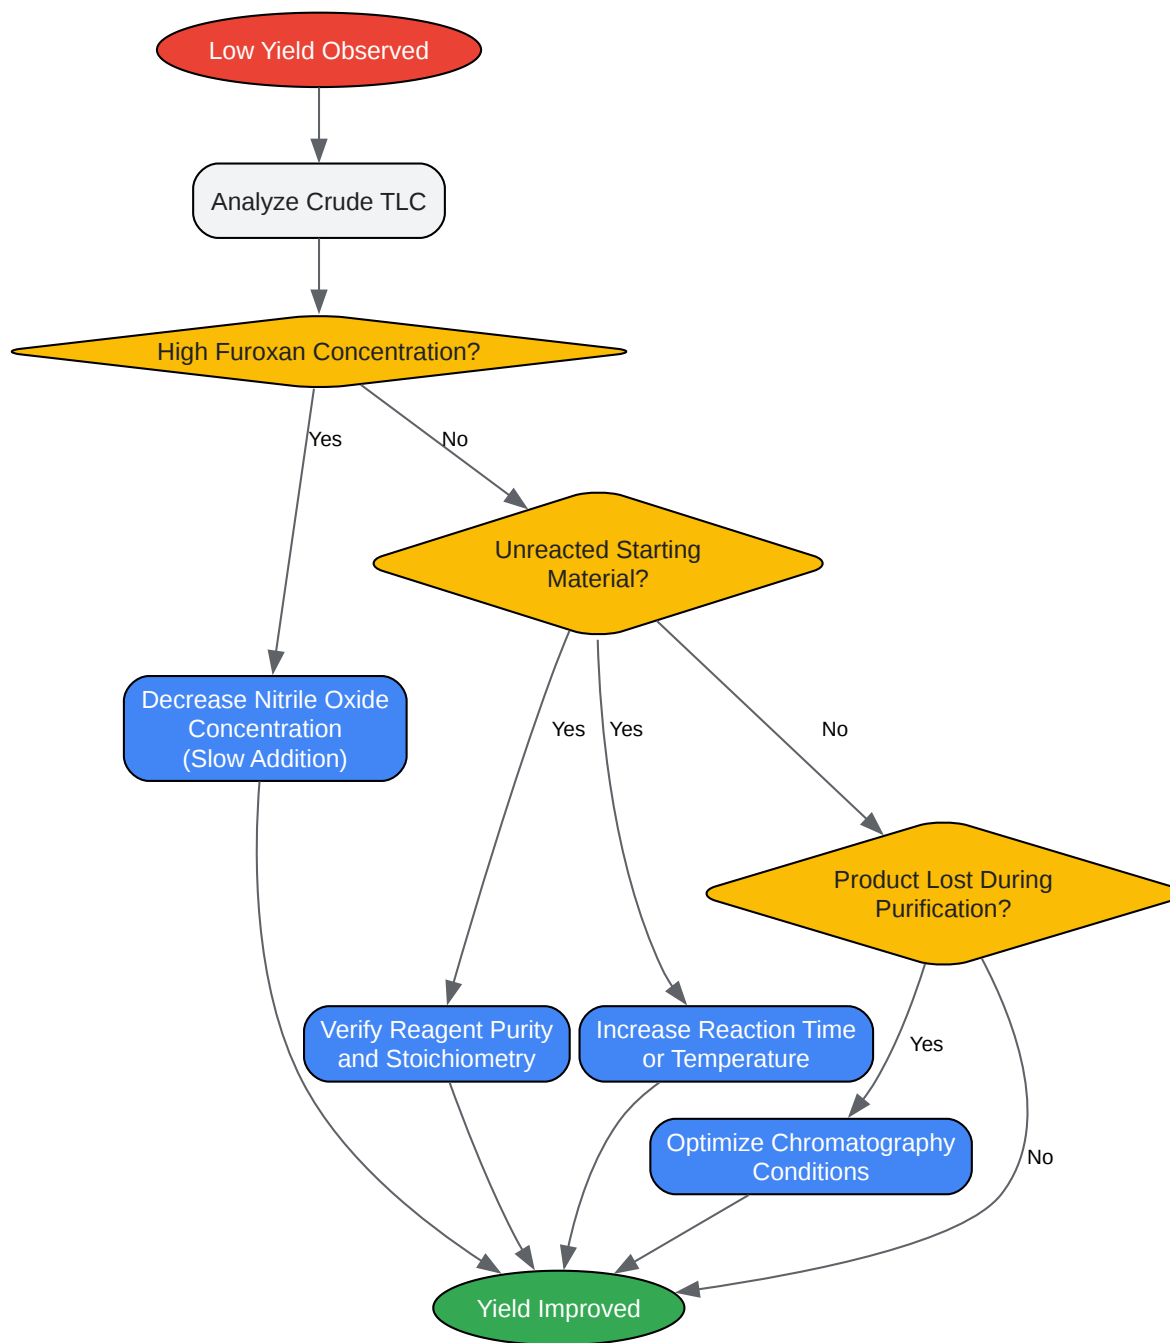 Low Yield Observed
Analyze Crude TLC
High Furoxan Concentration?
Yes
No
Unreacted Starting
Material?
Decrease Nitrile Oxide
Concentration
(Slow Addition)
Yes
Yes
No
Product Lost During
Purification?
Verify Reagent Purity
and Stoichiometry
Increase Reaction Time
or Temperature
Yes
Optimize Chromatography
Conditions
No
Yield Improved